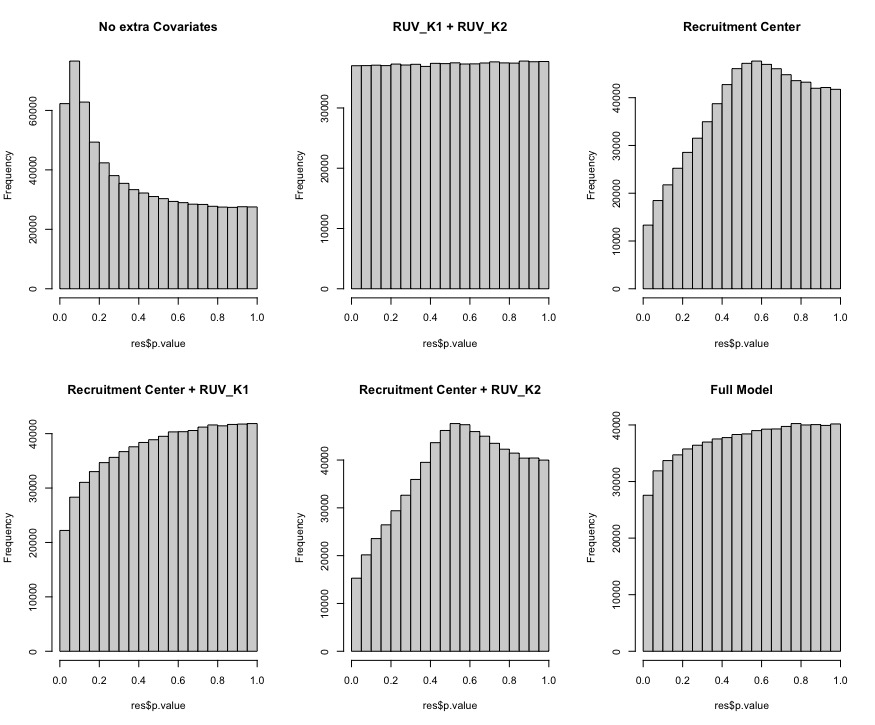 No extra Covariates
Frequency
0 20000 40000 60000
0.0 0.2 0.4 0.6 0.8 1.0
res$p.value
RUV_K1 + RUV_K2
Frequency
0 10000 20000 30000
0.0 0.2 0.4 0.6 0.8 1.0
res$p.value
Recruitment Center
Frequency
0 10000 20000 30000 40000
0.0 0.2 0.4 0.6 0.8 1.0
res$p.value
Recruitment Center + RUV_K1
Frequency
0 10000 20000 30000 40000
0.0 0.2 0.4 0.6 0.8 1.0
res$p.value
Recruitment Center + RUV_K2
Frequency
0 10000 20000 30000 40000
0.0 0.2 0.4 0.6 0.8 1.0
res$p.value
Full Model
Frequency
0 10000 20000 30000 40000
0.0 0.2 0.4 0.6 0.8 1.0
res$p.value